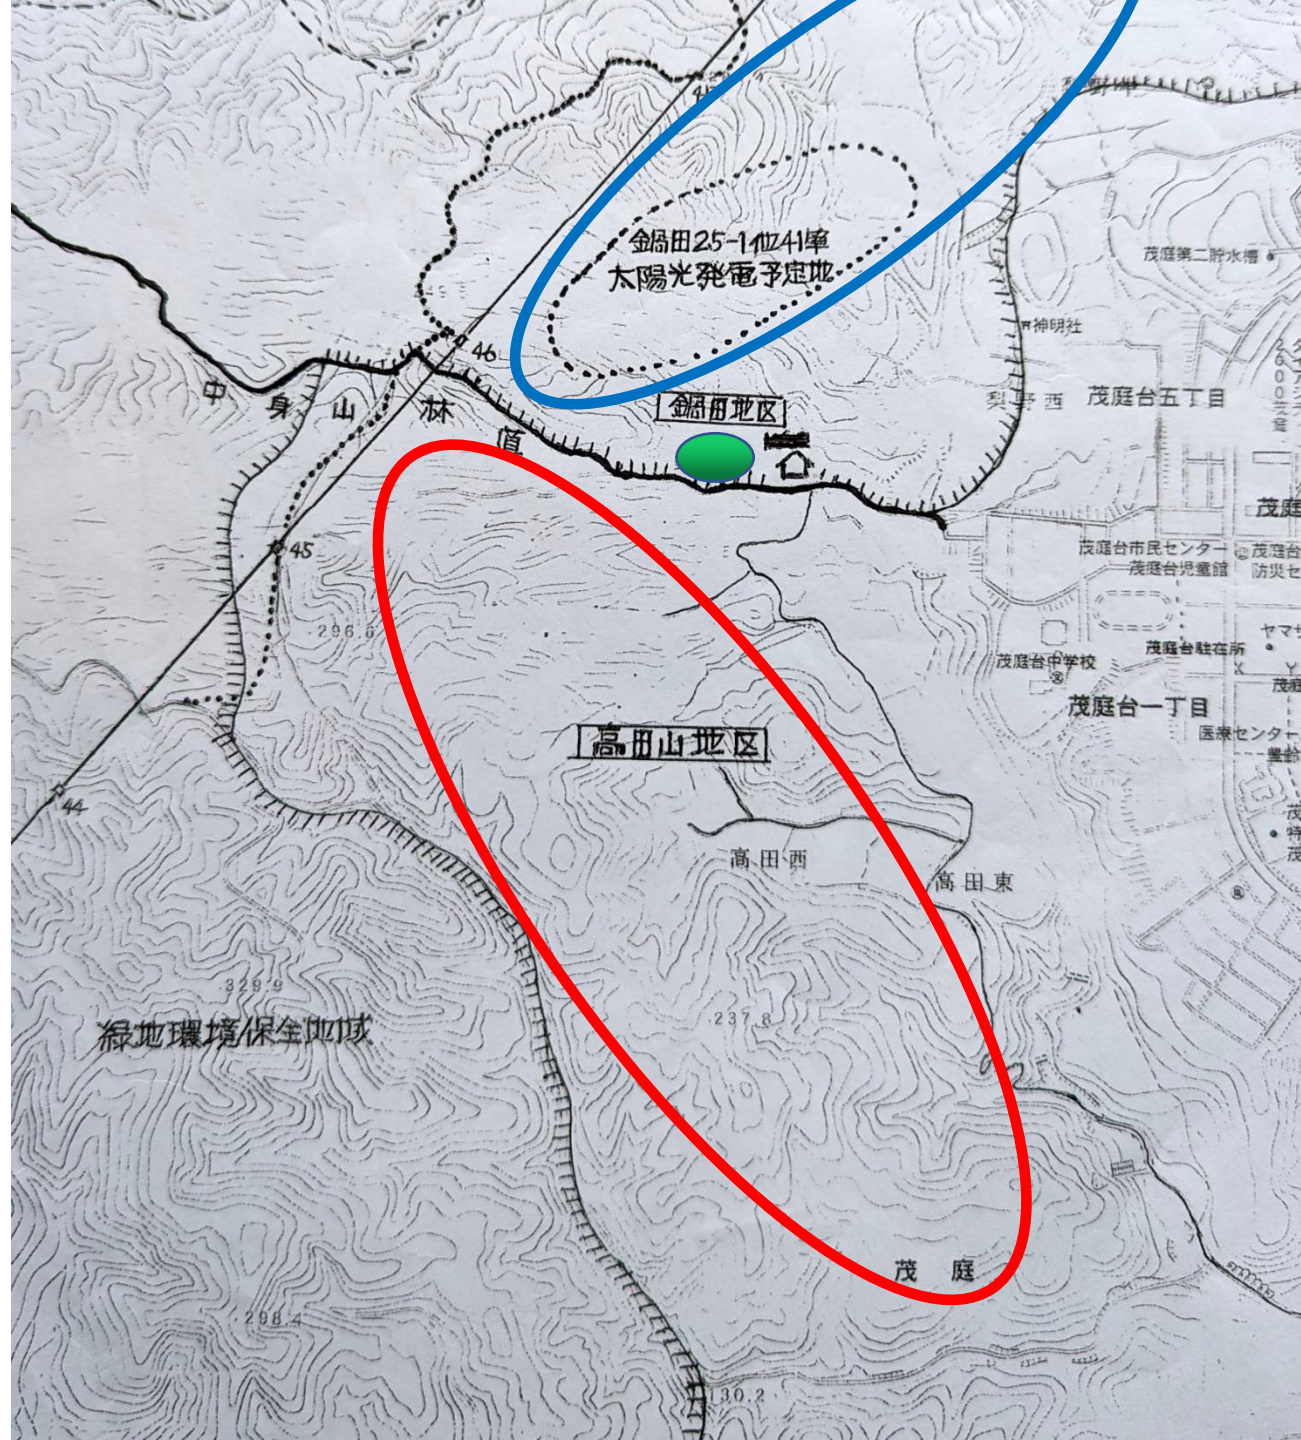 鍋田25-1他41筆
太陽光発電予定地
茂庭第二貯水槽
神明社
46
中身山林道
鍋田地区
梨野西
茂庭台五丁目
45
茂庭台市民センター
茂庭台児童館
296.6
茂庭台駐在所
茂庭台中学校
茂庭台一丁目
医療センター
高田山地区
44
高田西
高田東
329.9
237.8
緑地環境保全地域
茂庭
298.4
130.2